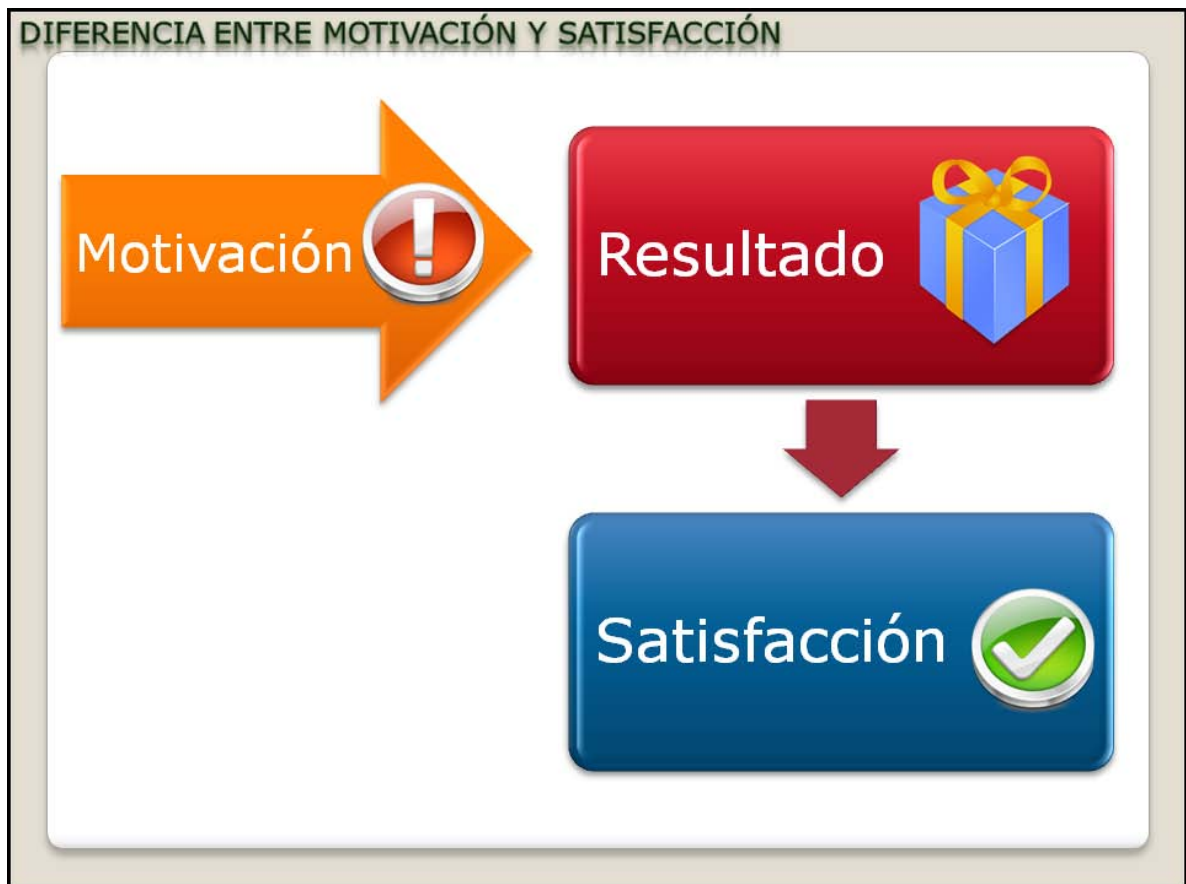 DIFERENCIA ENTRE MOTIVACIÓN Y SATISFACCIÓN
Motivación
Resultado
Satisfacción